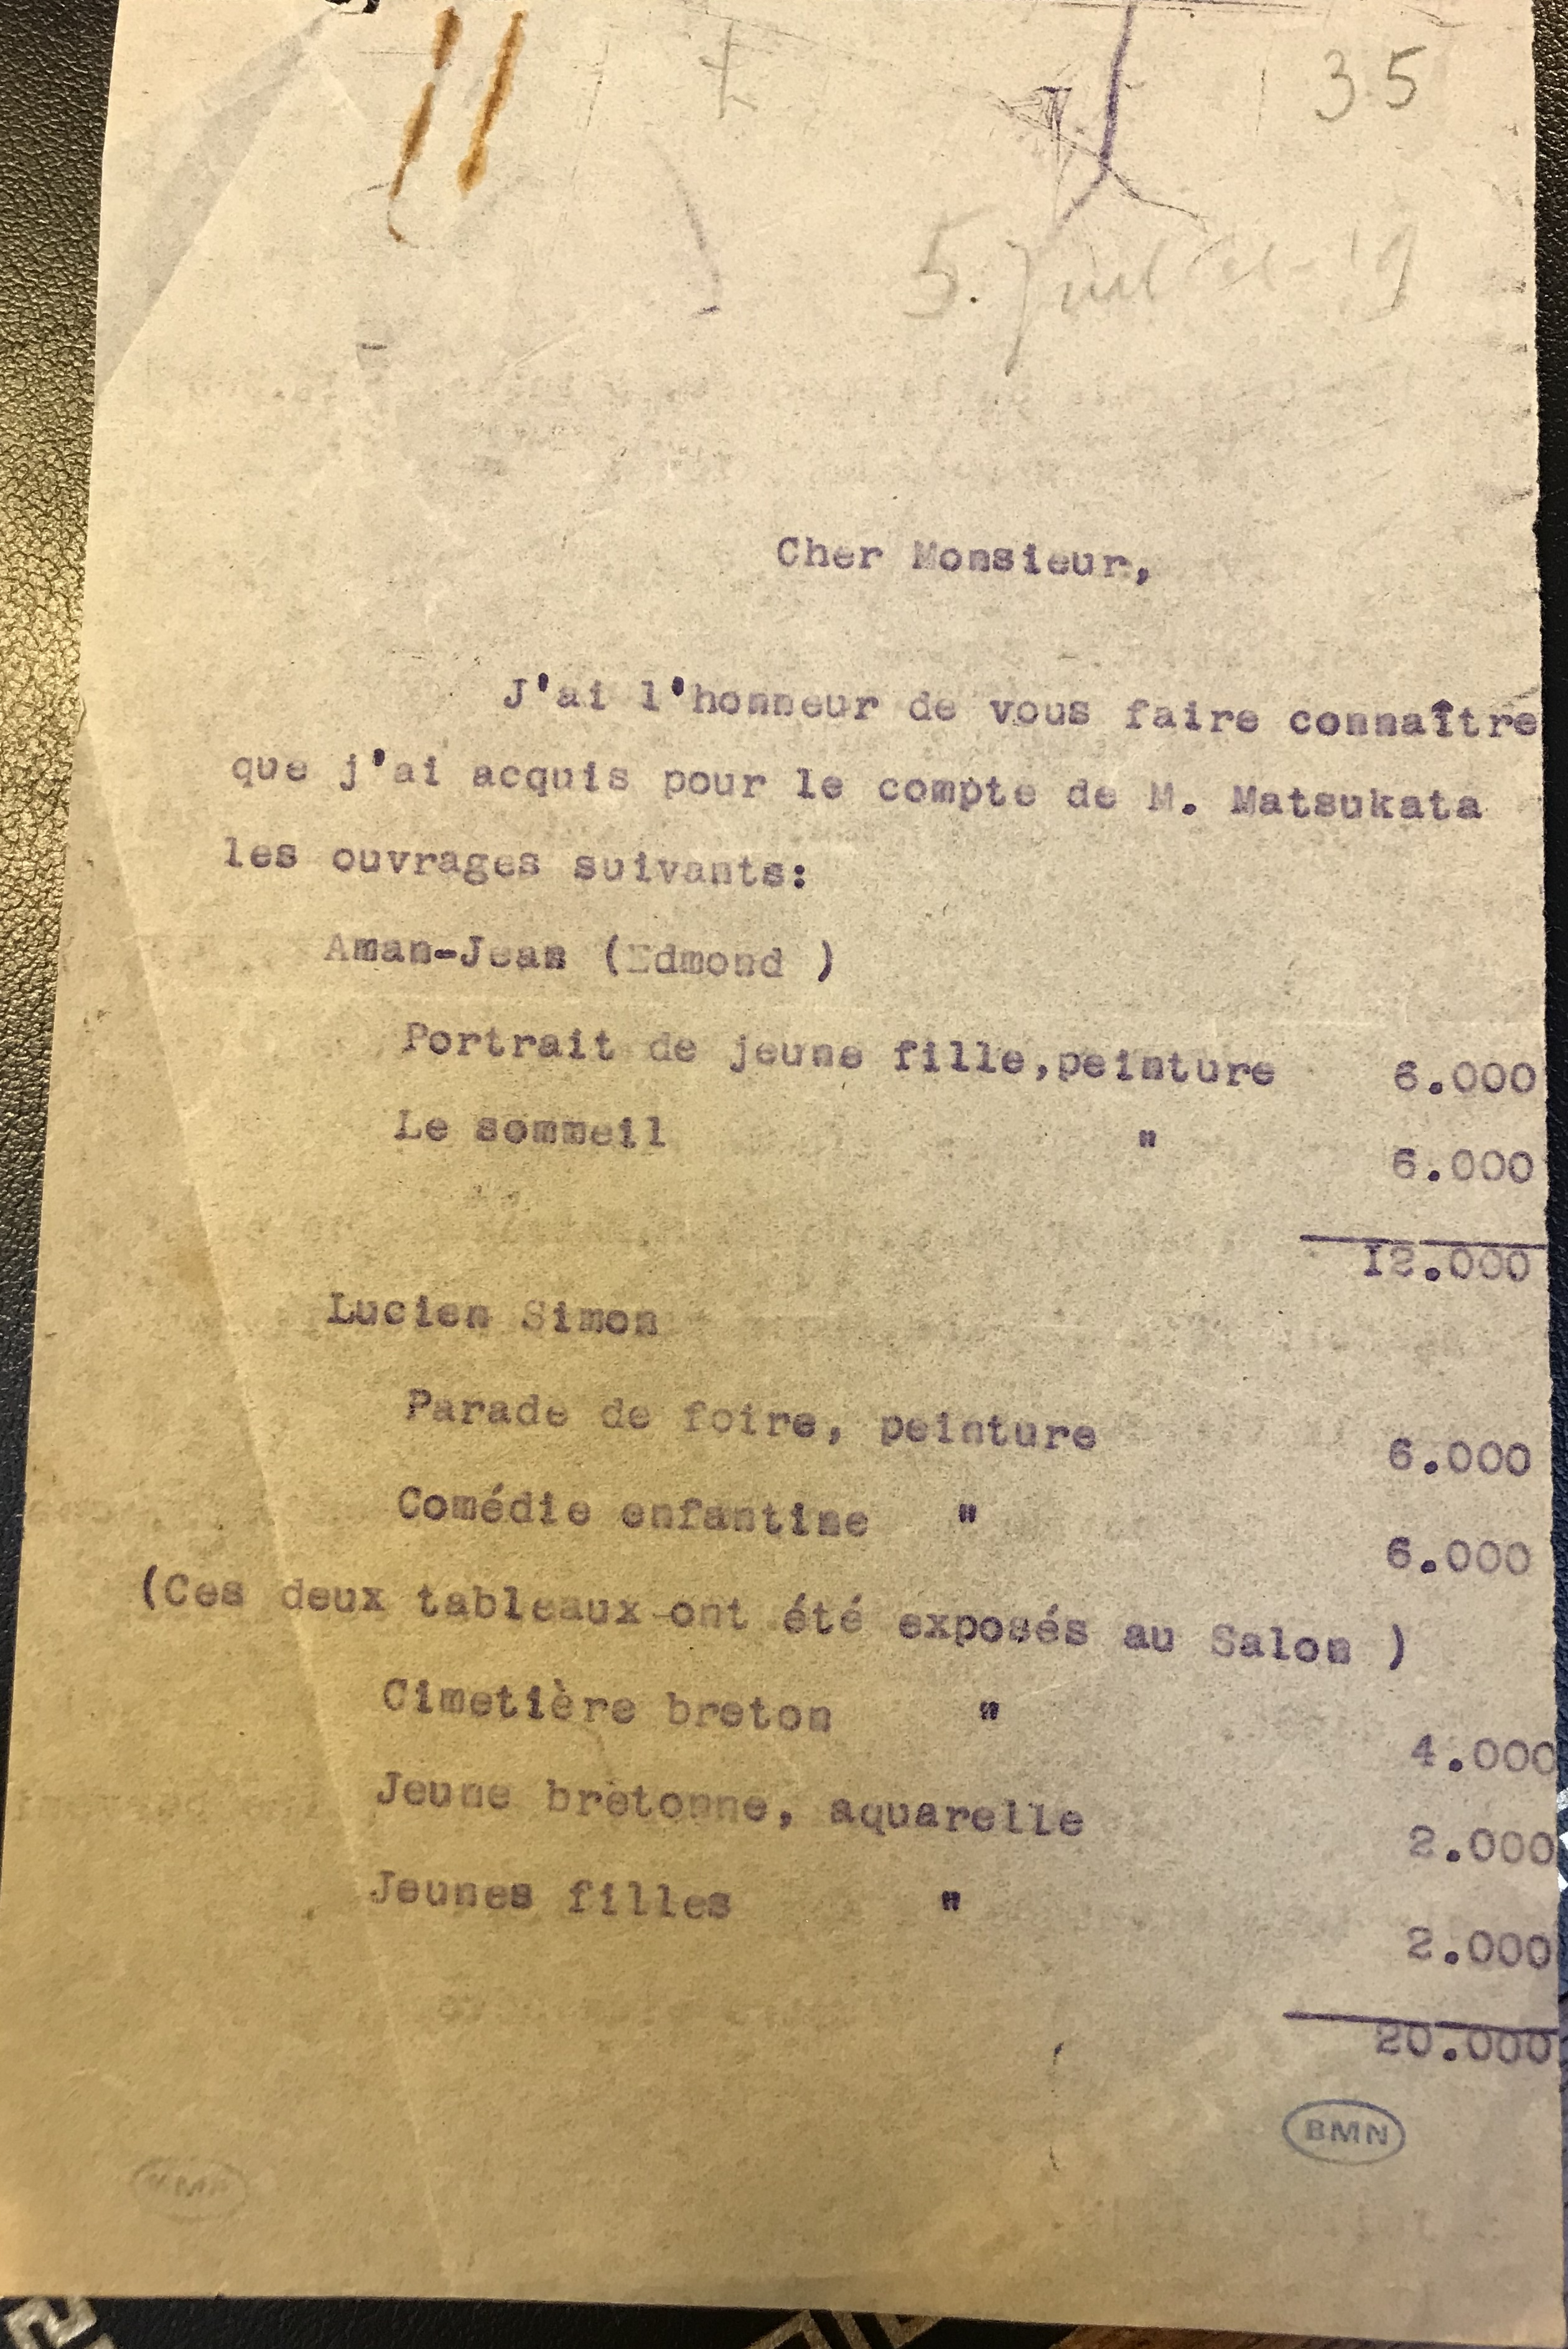 35
5. Juillet 19
Cher Monsieur,
J'ai l'honneur de vous faire connaître
que j'ai acquis pour le compte de M. Matsukata
les ouvrages suivants:
Aman-Jean (Edmond )
Portrait de jeune fille, peinture 6.000
Le sommeil " 6.000
12.000
Lucien Simon
Parade de foire, peinture 6.000
Comédie enfantine " 6.000
(Ces deux tableaux ont été exposés au Salon )
Cimetière breton " 4.000
Jeune bretonne, aquarelle 2.000
Jeunes filles " 2.000
20.000
BMN